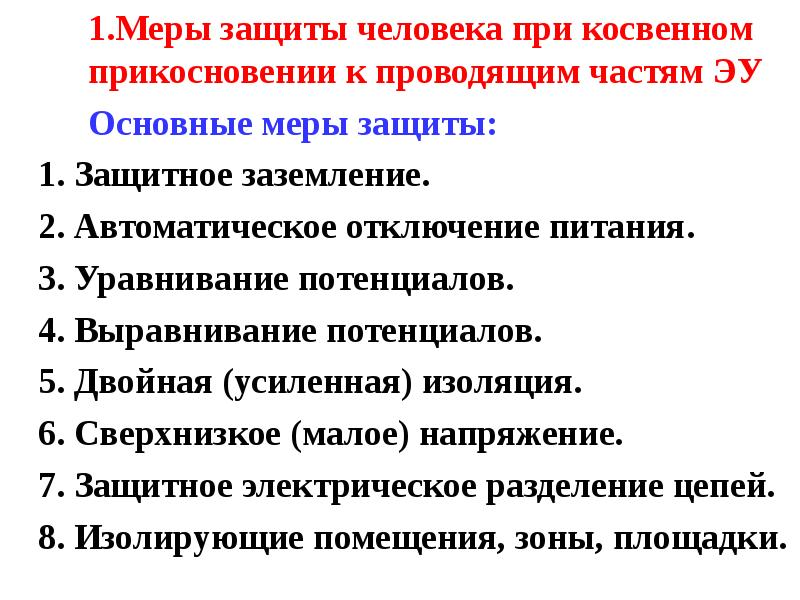 1.Меры защиты человека при косвенном
прикосновении к проводящим частям ЭУ
Основные меры защиты:
1. Защитное заземление.
2. Автоматическое отключение питания.
3. Уравнивание потенциалов.
4. Выравнивание потенциалов.
5. Двойная (усиленная) изоляция.
6. Сверхнизкое (малое) напряжение.
7. Защитное электрическое разделение цепей.
8. Изолирующие помещения, зоны, площадки.